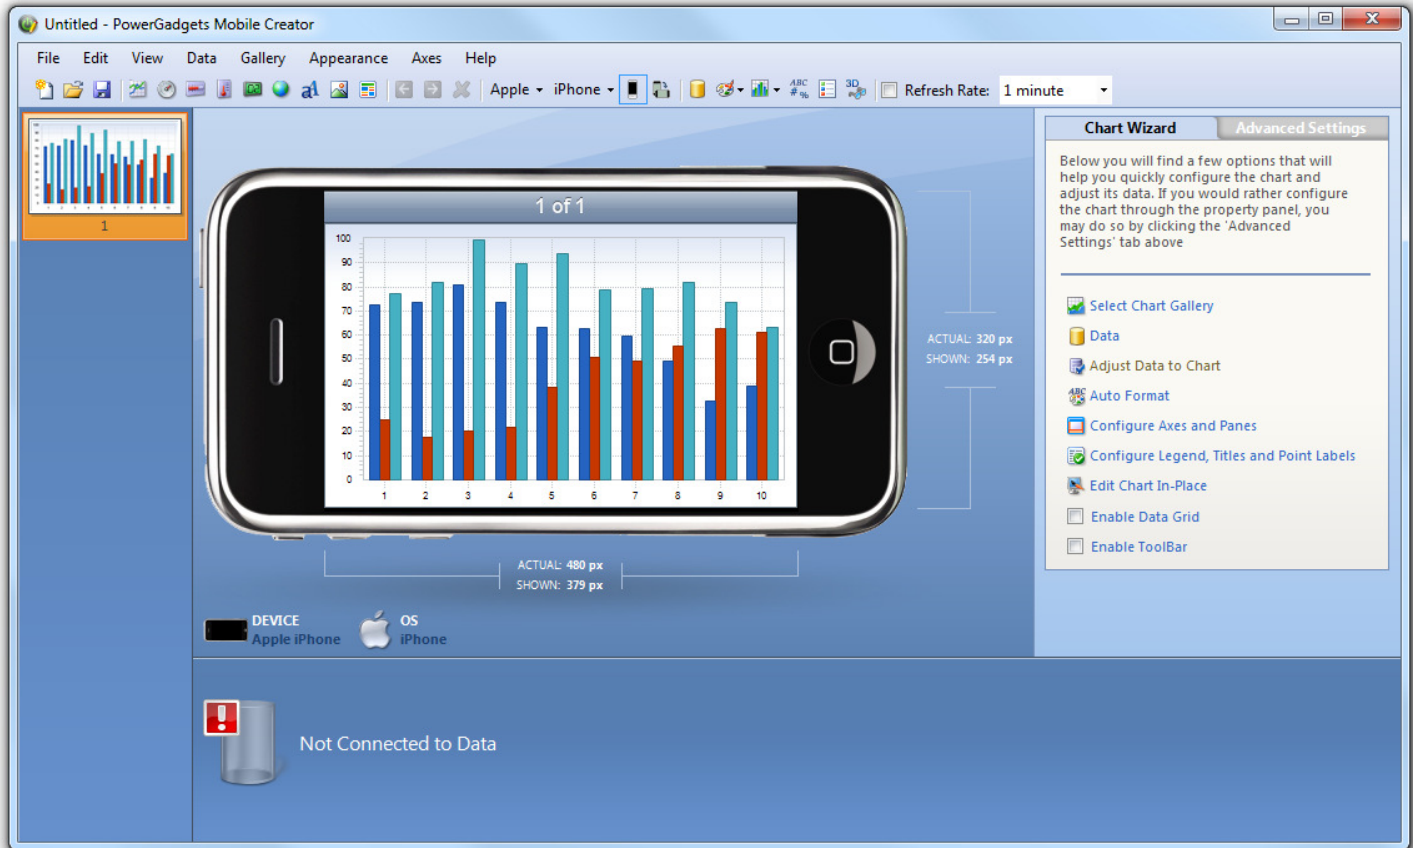 Untitled - PowerGadgets Mobile Creator
File Edit View Data Gallery Appearance Axes Help
Apple iPhone ABC # % 3D Refresh Rate: 1 minute
1
1 of 1
100
90
80
70
60
50
40
30
20
10
0
1 2 3 4 5 6 7 8 9 10
ACTUAL: 320 px
SHOWN: 254 px
ACTUAL: 480 px
SHOWN: 379 px
DEVICE
Apple iPhone
OS
iPhone
Chart Wizard Advanced Settings
Below you will find a few options that will
help you quickly configure the chart and
adjust its data. If you would rather configure
the chart through the property panel, you
may do so by clicking the 'Advanced
Settings' tab above
Select Chart Gallery
Data
Adjust Data to Chart
ABC Auto Format
Configure Axes and Panes
Configure Legend, Titles and Point Labels
Edit Chart In-Place
Enable Data Grid
Enable ToolBar
! Not Connected to Data